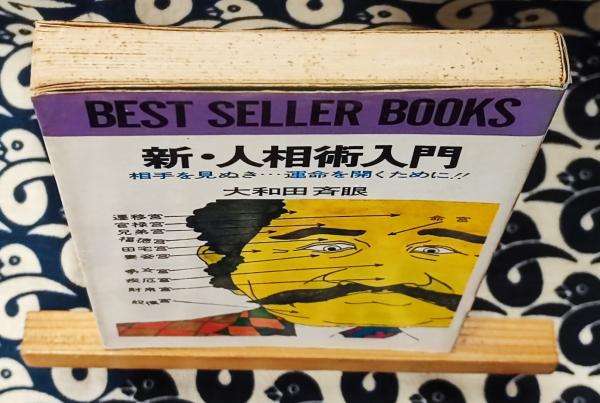 BEST SELLER BOOKS
新・人相術入門
相手を見ぬき…運命を開くために!!
大和田斉眼
遷移宮
官禄宮
兄弟宮
福徳宮
田宅宮
妻妾宮
男女宮
疾厄宮
財帛宮
奴僕宮
命宮